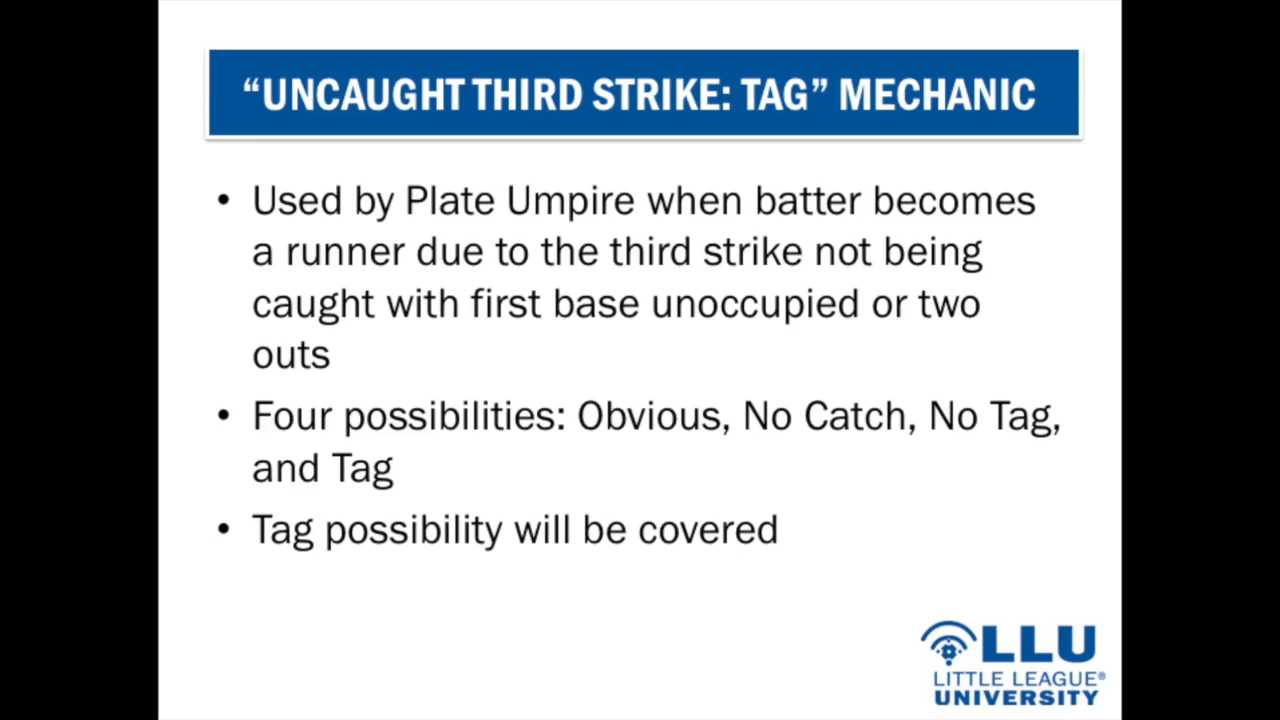 “UNCAUGHT THIRD STRIKE: TAG” MECHANIC
• Used by Plate Umpire when batter becomes
a runner due to the third strike not being
caught with first base unoccupied or two
outs
• Four possibilities: Obvious, No Catch, No Tag,
and Tag
• Tag possibility will be covered
LLU
LITTLE LEAGUE®
UNIVERSITY